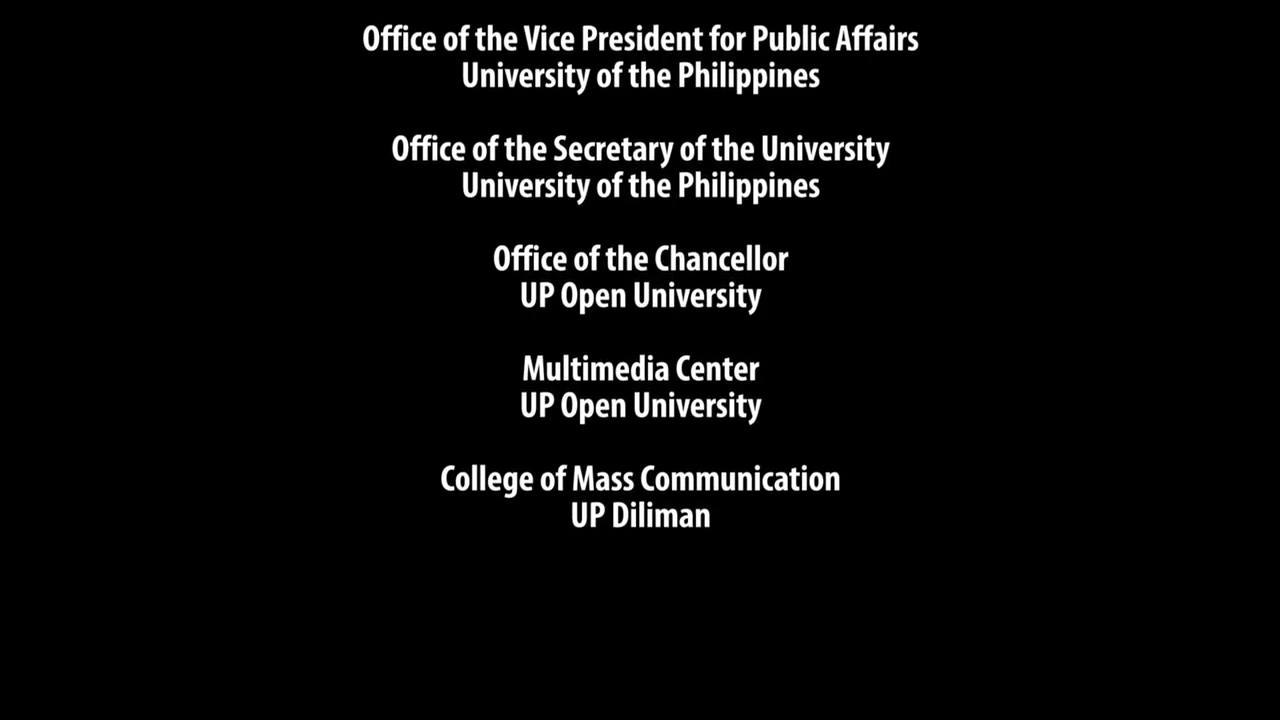 Office of the Vice President for Public Affairs
University of the Philippines
Office of the Secretary of the University
University of the Philippines
Office of the Chancellor
UP Open University
Multimedia Center
UP Open University
College of Mass Communication
UP Diliman